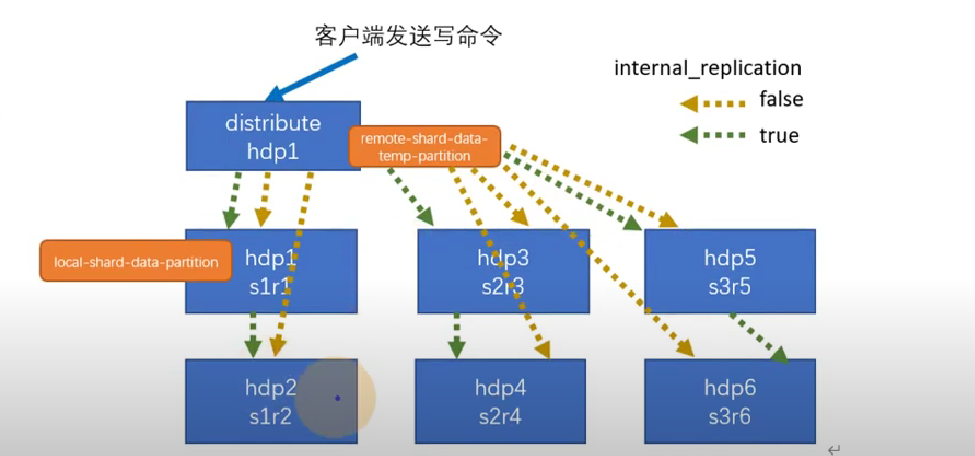 客户端发送写命令
internal_replication
false
true
distribute
hdp1
remote-shard-data-
temp-partition
local-shard-data-partition
hdp1
s1r1
hdp3
s2r3
hdp5
s3r5
hdp2
s1r2
hdp4
s2r4
hdp6
s3r6